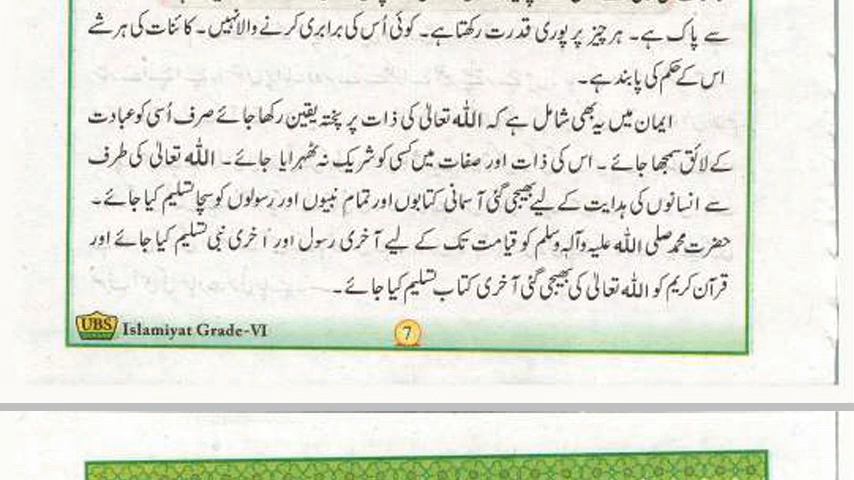 سے پاک ہے۔ ہر چیز پر پوری قدرت رکھتا ہے۔ کوئی اُس کی برابری کرنے والا نہیں۔ کائنات کی ہر شے
اس کے حکم کی پابند ہے۔
ایمان میں یہ بھی شامل ہے کہ اللہ تعالیٰ کی ذات پر پختہ یقین رکھا جائے صرف اُسی کو عبادت
کے لائق سمجھا جائے۔ اس کی ذات اور صفات میں کسی کو شریک نہ ٹھہرایا جائے۔ اللہ تعالیٰ کی طرف
سے انسانوں کی ہدایت کے لیے بھیجی گئی آسمانی کتابوں اور تمام نبیوں اور رسولوں کو سچا تسلیم کیا جائے۔
حضرت محمد صلی اللہ علیہ وآلہ وسلم کو قیامت تک کے لیے آخری رسول اور آخری نبی تسلیم کیا جائے اور
قرآن کریم کو اللہ تعالیٰ کی بھیجی گئی آخری کتاب تسلیم کیا جائے۔
UBS Islamiyat Grade-VI 7